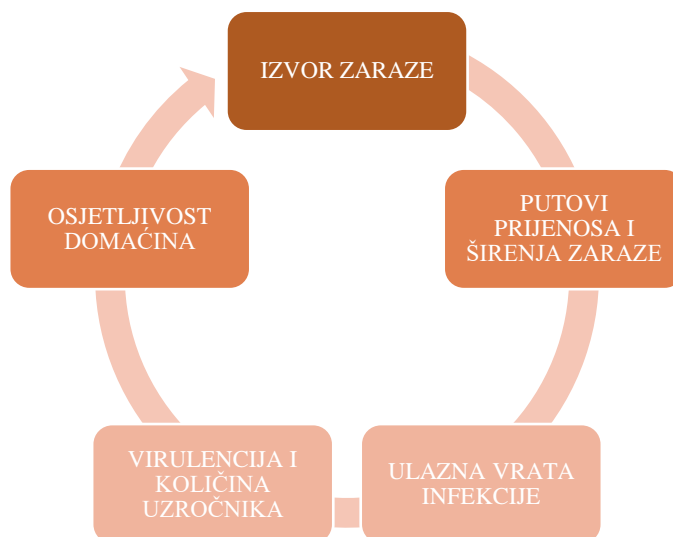 IZVOR ZARAZE
PUTOVI
PRIJENOSA I
ŠIRENJA ZARAZE
ULAZNA VRATA
INFEKCIJE
VIRULENCIJA I
KOLIČINA
UZROČNIKA
OSJETLJIVOST
DOMAĆINA